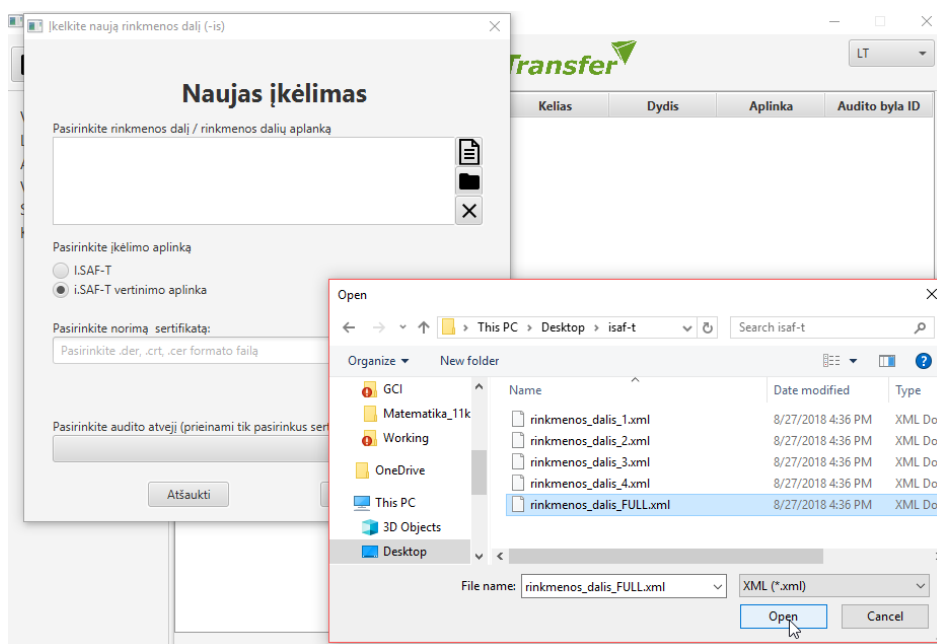 Įkelkite naują rinkmenos dalį (-is)
Transfer
LT
Naujas įkėlimas
Kelias Dydis Aplinka Audito byla ID
Pasirinkite rinkmenos dalį / rinkmenos dalių aplanką
Pasirinkite įkėlimo aplinką
I.SAF-T
i.SAF-T vertinimo aplinka
Pasirinkite norimą sertifikatą:
Pasirinkite .der, .crt, .cer formato failą
Pasirinkite audito atvejį (prieinami tik pasirinkus ser
Atšaukti
Open
This PC > Desktop > isaf-t
Search isaf-t
Organize
New folder
GCI
Matematika_11k
Working
OneDrive
This PC
3D Objects
Desktop
Name Date modified Type
rinkmenos_dalis_1.xml 8/27/2018 4:36 PM XML Do
rinkmenos_dalis_2.xml 8/27/2018 4:36 PM XML Do
rinkmenos_dalis_3.xml 8/27/2018 4:36 PM XML Do
rinkmenos_dalis_4.xml 8/27/2018 4:36 PM XML Do
rinkmenos_dalis_FULL.xml 8/27/2018 4:36 PM XML Do
File name: rinkmenos_dalis_FULL.xml XML (*.xml)
Open Cancel